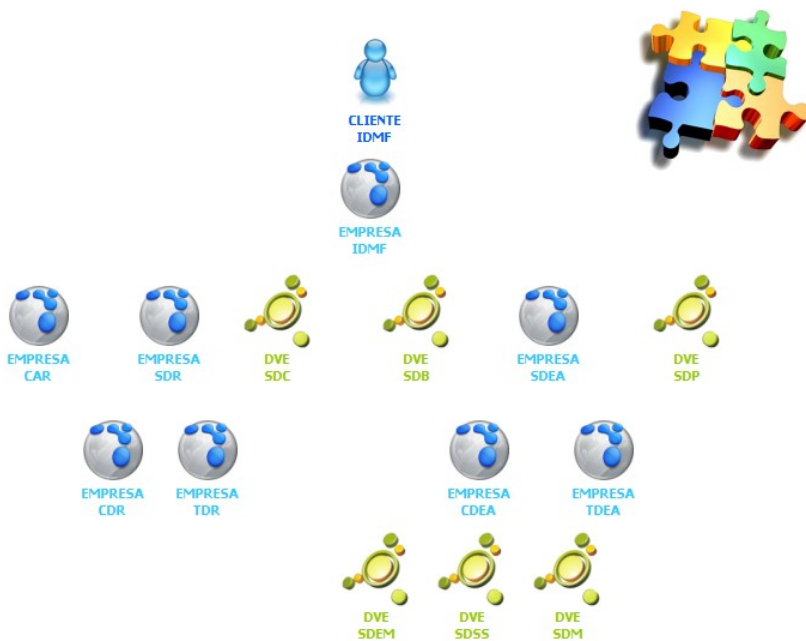 CLIENTE
IDMF
EMPRESA
IDMF
EMPRESA
CAR
EMPRESA
SDR
DVE
SDC
DVE
SDB
EMPRESA
SDEA
DVE
SDP
EMPRESA
CDR
EMPRESA
TDR
EMPRESA
CDEA
EMPRESA
TDEA
DVE
SDEM
DVE
SDSS
DVE
SDM